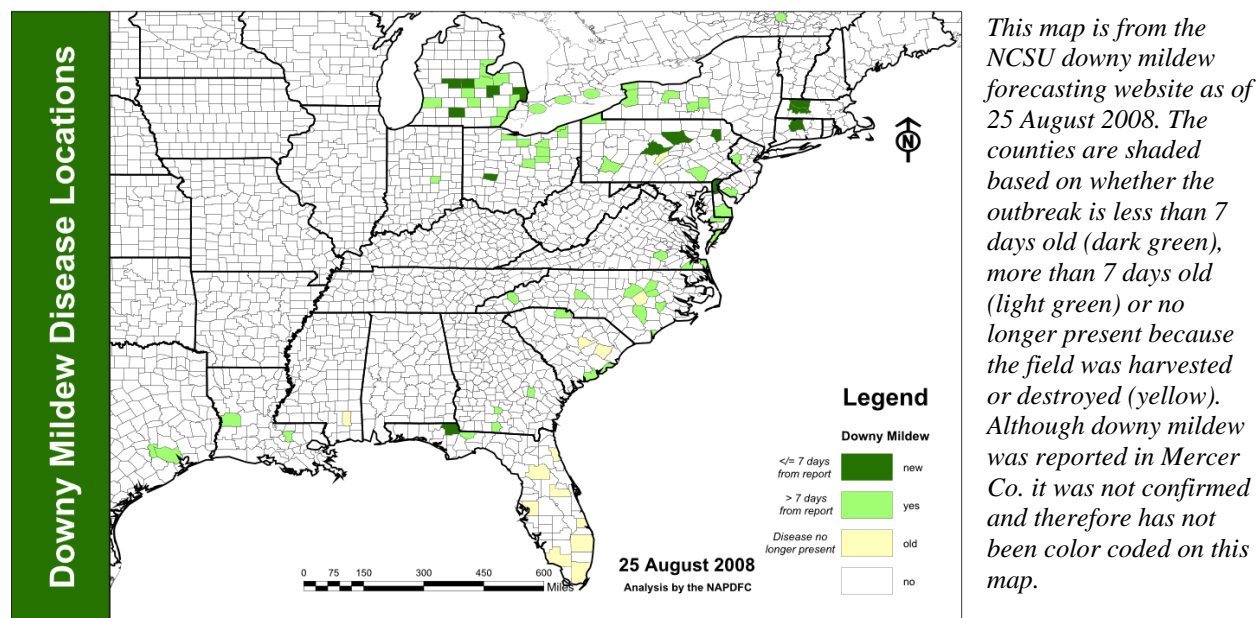 Downy Mildew Disease Locations
N
Legend
Downy Mildew
</= 7 days
from report
new
> 7 days
from report
yes
Disease no
longer present
old
no
25 August 2008
Analysis by the NAPDFC
0 75 150 300 450 600
Miles
This map is from the
NCSU downy mildew
forecasting website as of
25 August 2008. The
counties are shaded
based on whether the
outbreak is less than 7
days old (dark green),
more than 7 days old
(light green) or no
longer present because
the field was harvested
or destroyed (yellow).
Although downy mildew
was reported in Mercer
Co. it was not confirmed
and therefore has not
been color coded on this
map.